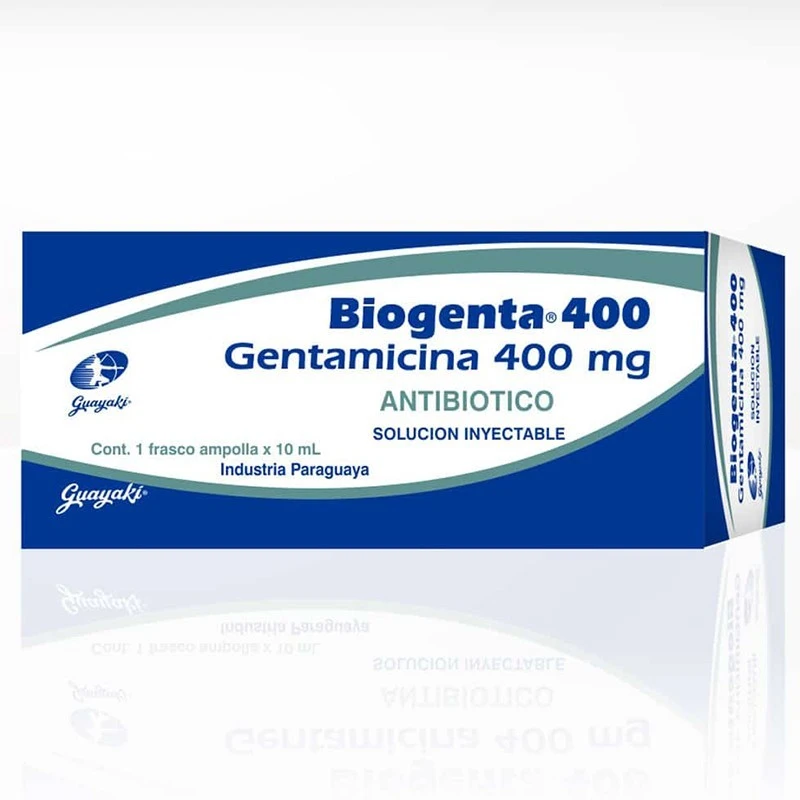 Biogenta® 400
Gentamicina 400 mg
ANTIBIOTICO
SOLUCION INYECTABLE
Guayaki®
Cont. 1 frasco ampolla x 10 mL
Industria Paraguaya
Guayaki®
Biogenta 400
Gentamicina 400 mg
SOLUCION
INYECTABLE
Guayaki